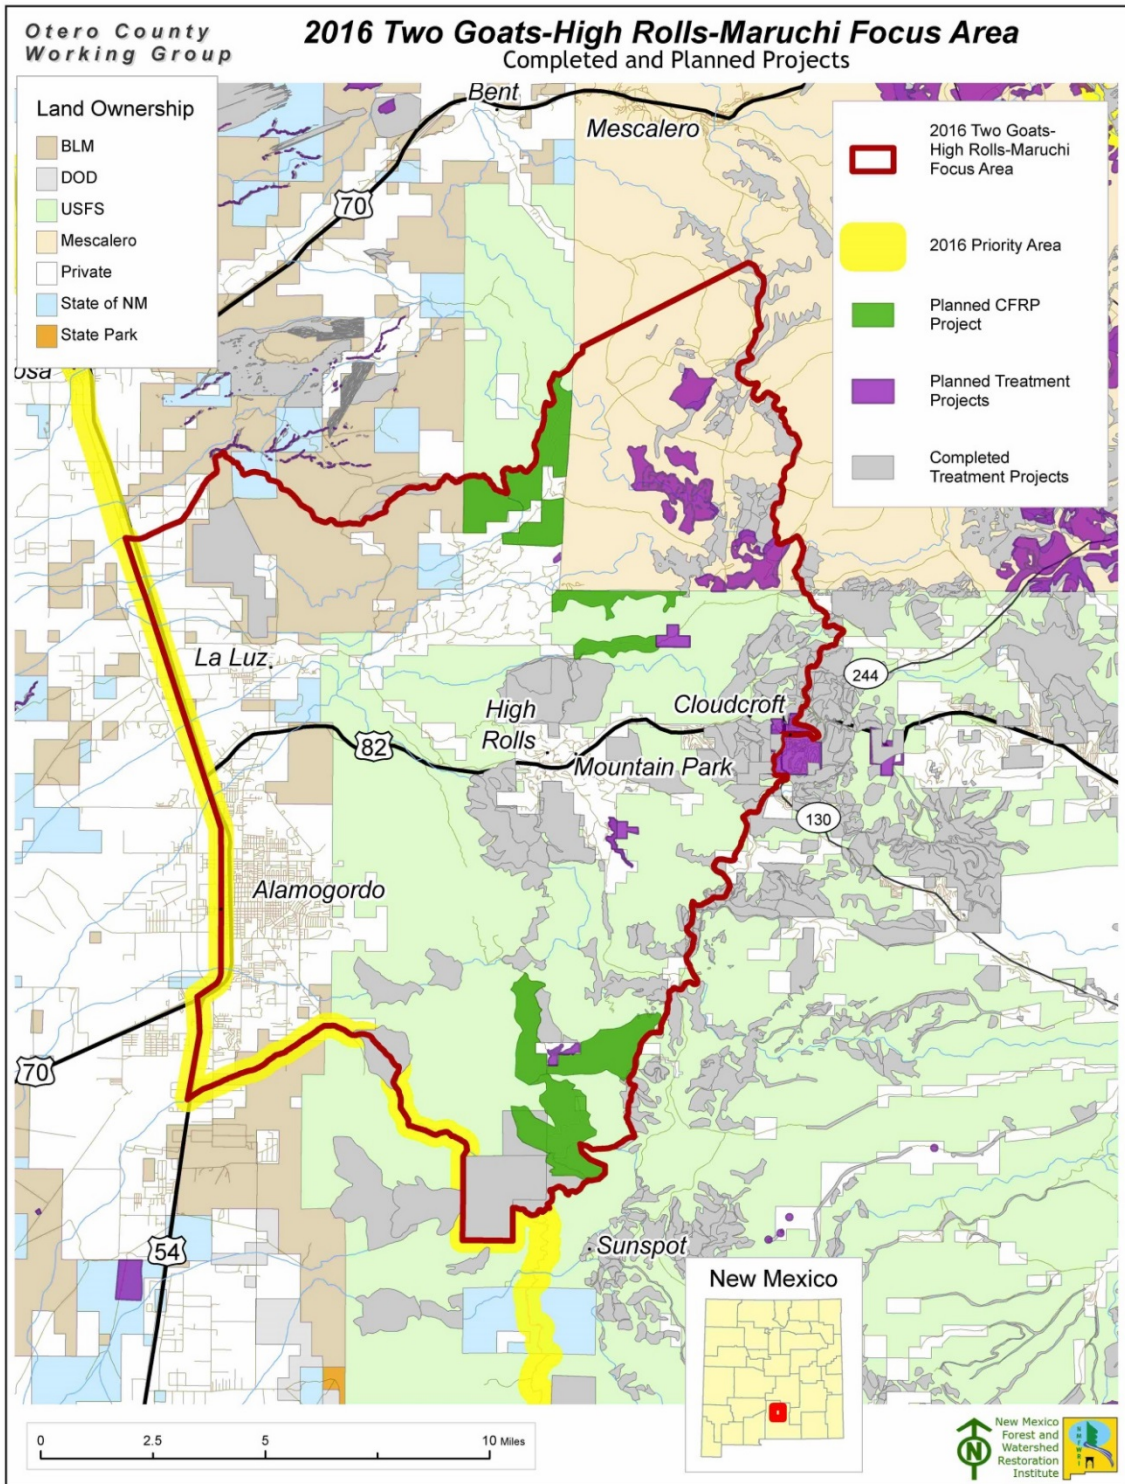 Otero County
Working Group
2016 Two Goats-High Rolls-Maruchi Focus Area
Completed and Planned Projects
Land Ownership
BLM
DOD
USFS
Mescalero
Private
State of NM
State Park
2016 Two Goats-
High Rolls-Maruchi
Focus Area
2016 Priority Area
Planned CFRP
Project
Planned Treatment
Projects
Completed
Treatment Projects
Bent
Mescalero
70
osa
La Luz
244
Cloudcroft
High
Rolls
82
Mountain Park
130
Alamogordo
70
54
Sunspot
New Mexico
0 2.5 5 10 Miles
N
New Mexico
Forest and
Watershed
Restoration
Institute